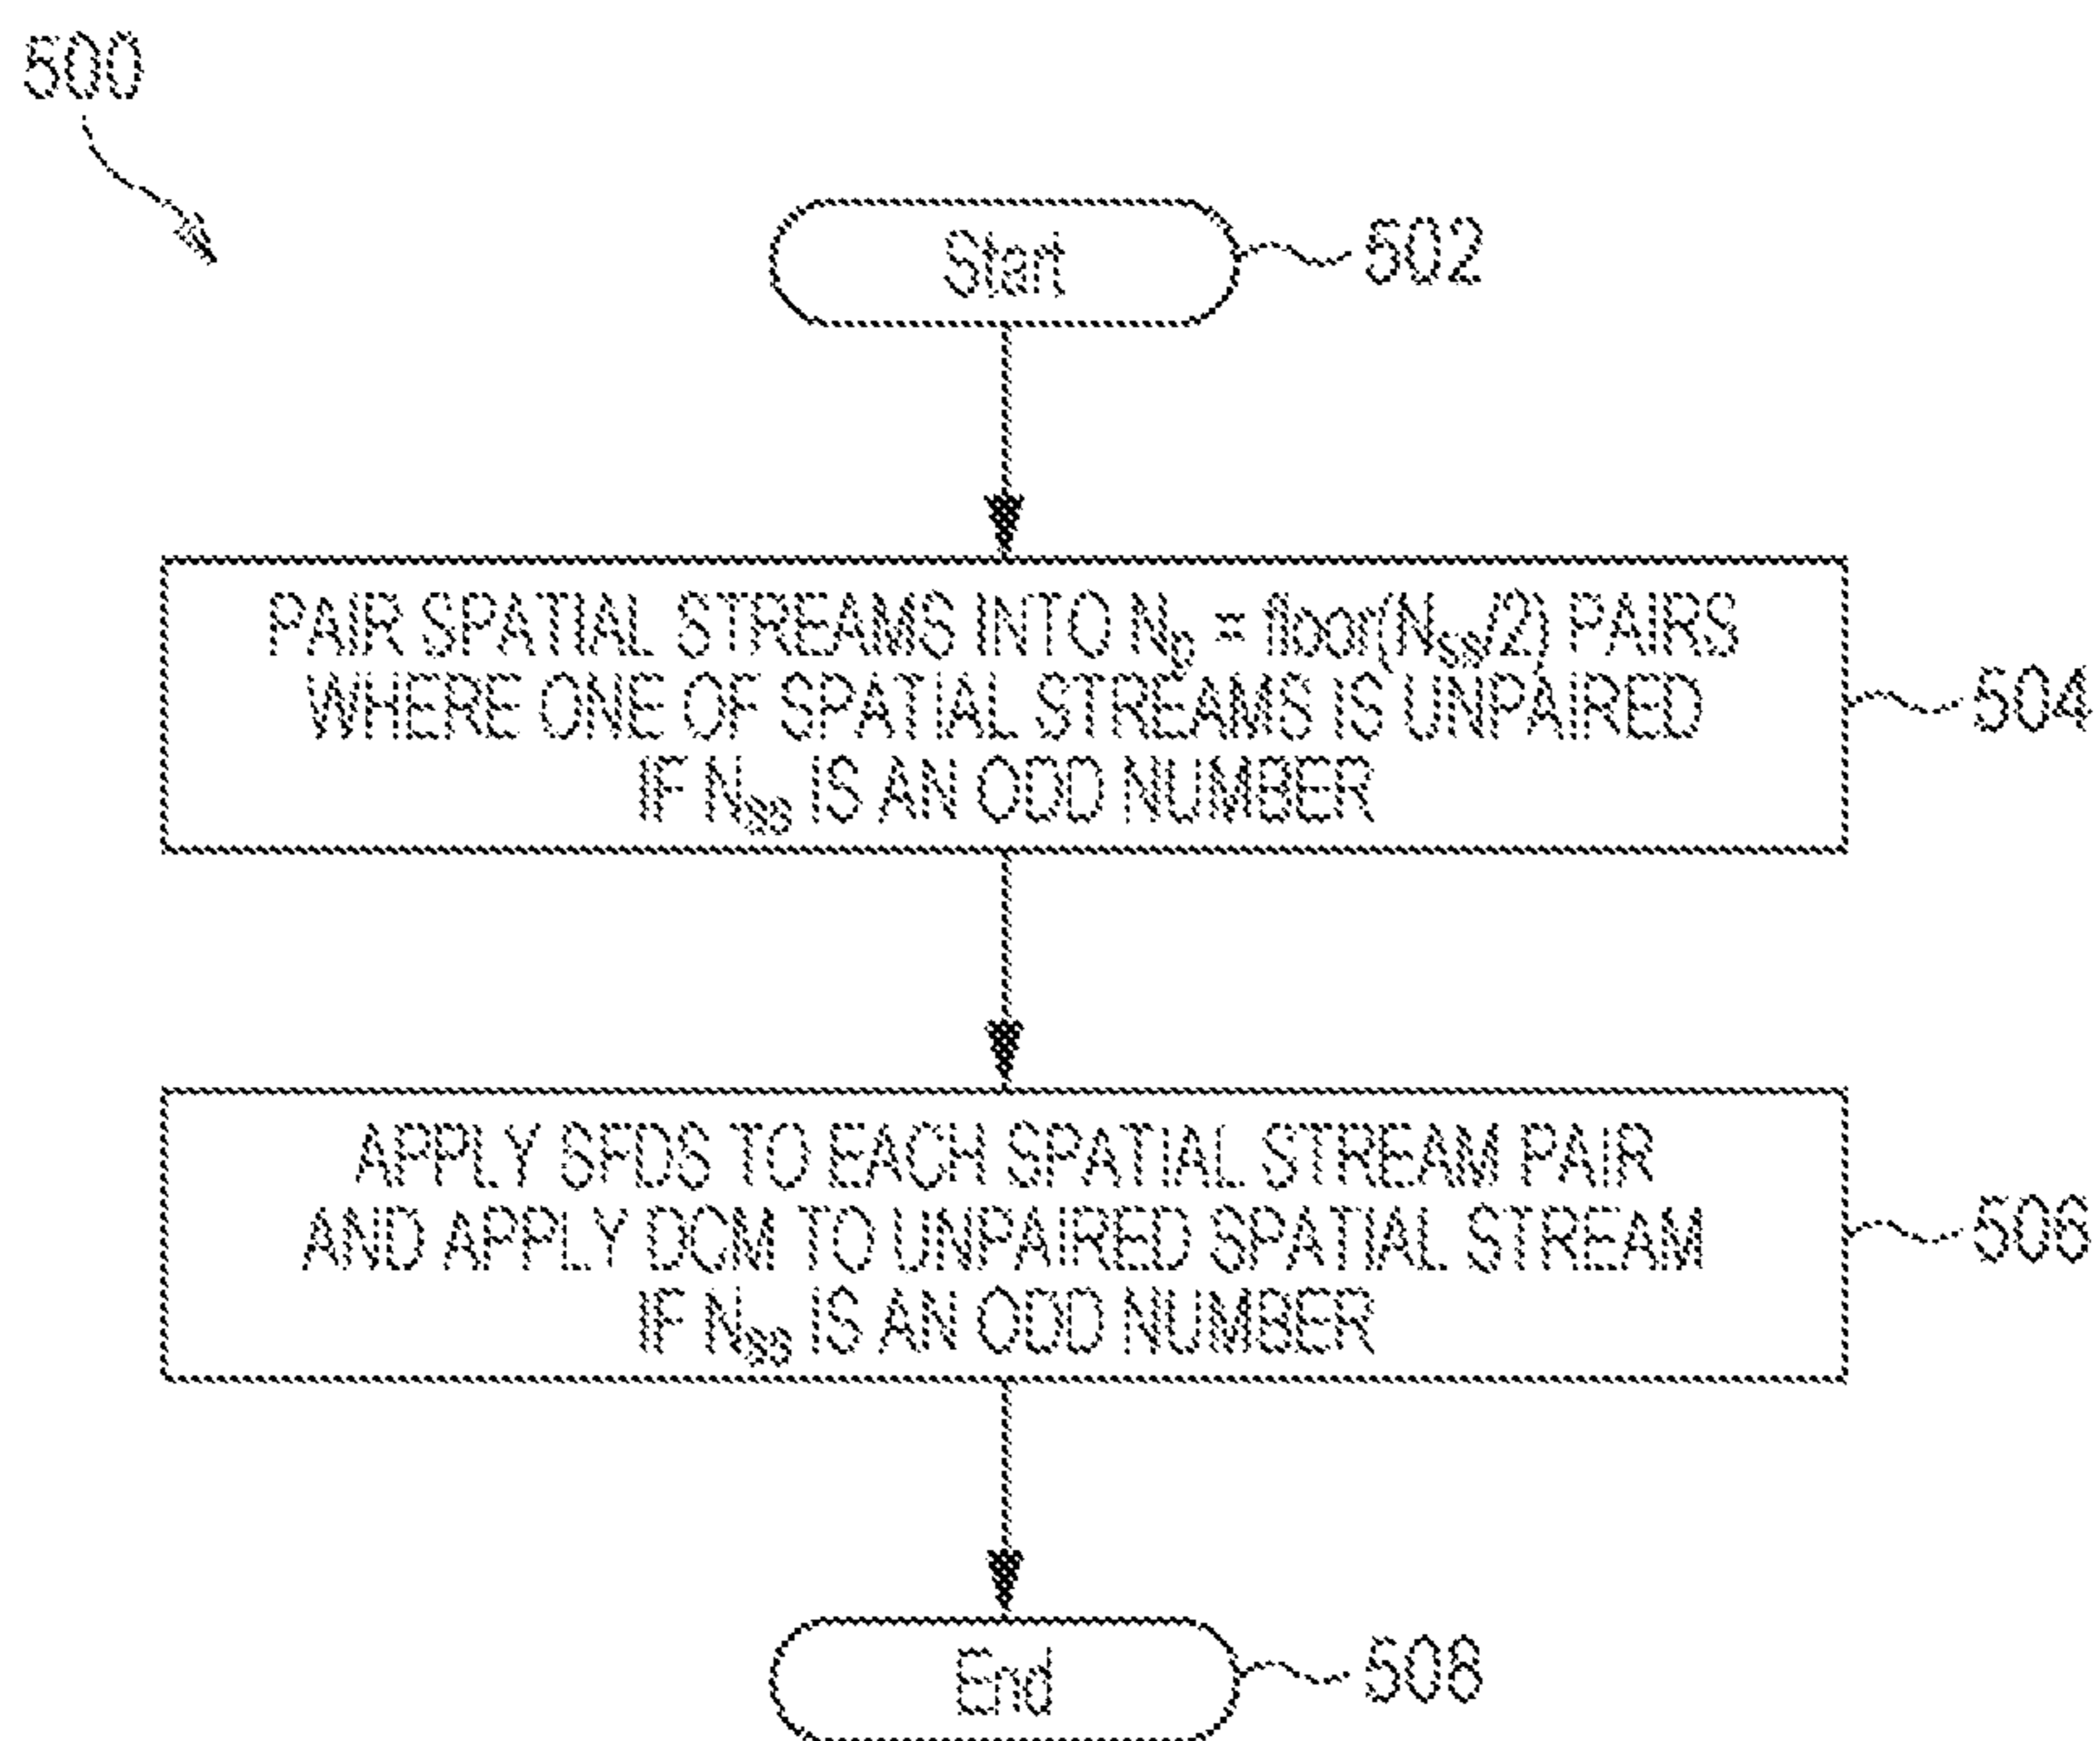 500
Start
502
PAIR SPATIAL STREAMS INTO Np = floor(Nss/2) PAIRS
WHERE ONE OF SPATIAL STREAMS IS UNPAIRED
IF Nss IS AN ODD NUMBER
504
APPLY SFDS TO EACH SPATIAL STREAM PAIR
AND APPLY DCM TO UNPAIRED SPATIAL STREAM
IF Nss IS AN ODD NUMBER
506
End
508